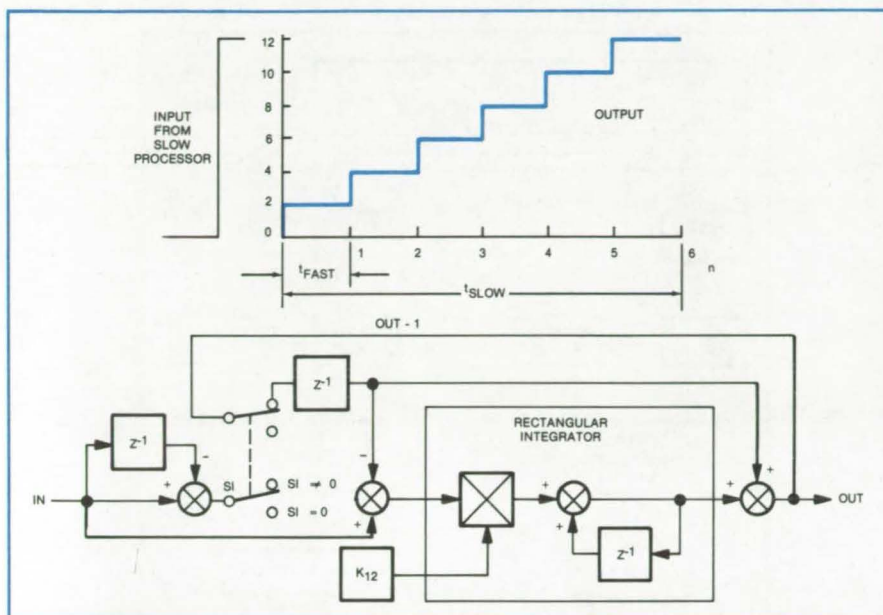 12
10
8
6
4
2
0
INPUT
FROM
SLOW
PROCESSOR
OUTPUT
1
2
3
4
5
6
n
tFAST
tSLOW
OUT - 1
Z-1
RECTANGULAR
INTEGRATOR
Z-1
-
-
+
+
IN
+
SI
SI ≠ 0
SI = 0
+
+
+
+
OUT
K12
Z-1